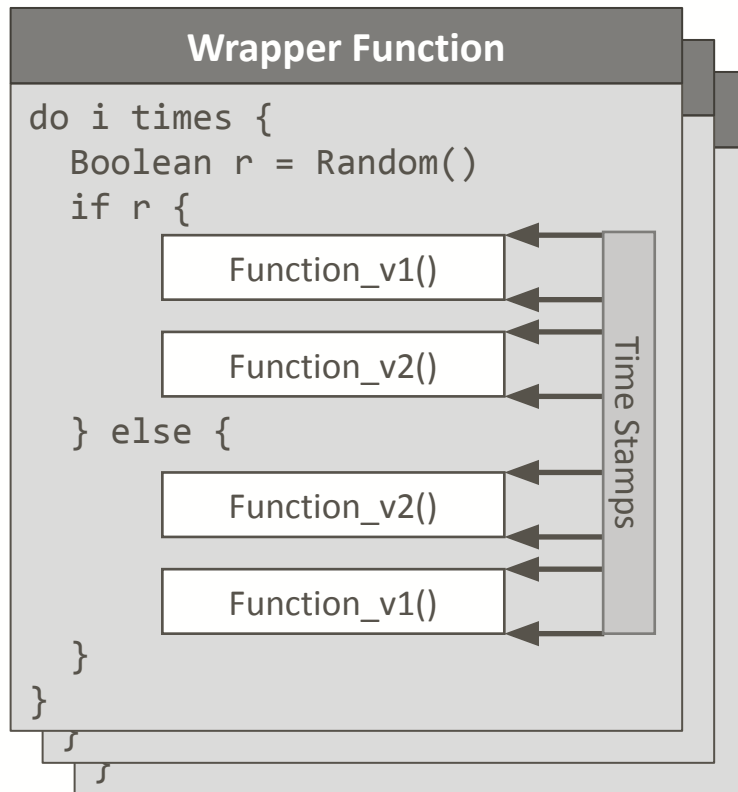 Wrapper Function
do i times {
Boolean r = Random()
if r {
Function_v1()
Function_v2()
} else {
Function_v2()
Function_v1()
}
}
}
}
Time Stamps